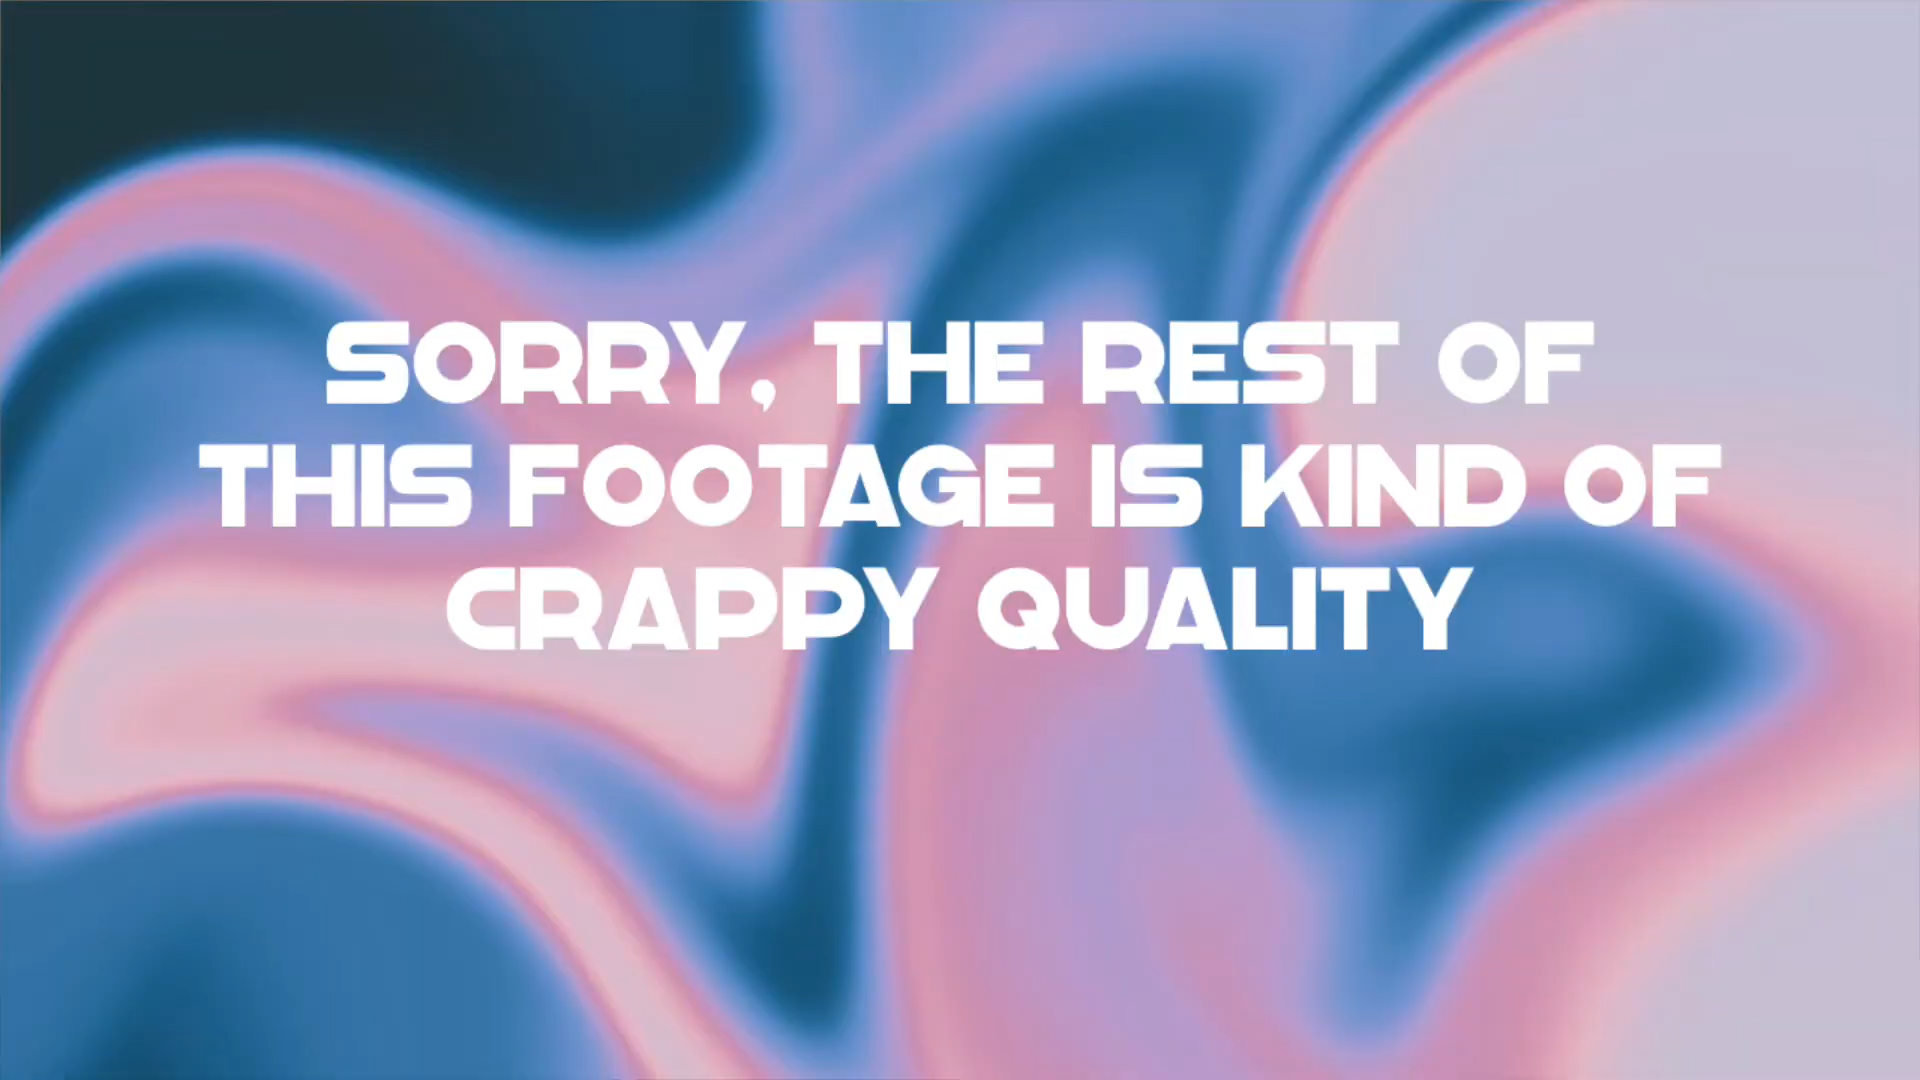 SORRY, THE REST OF
THIS FOOTAGE IS KIND OF
CRAPPY QUALITY